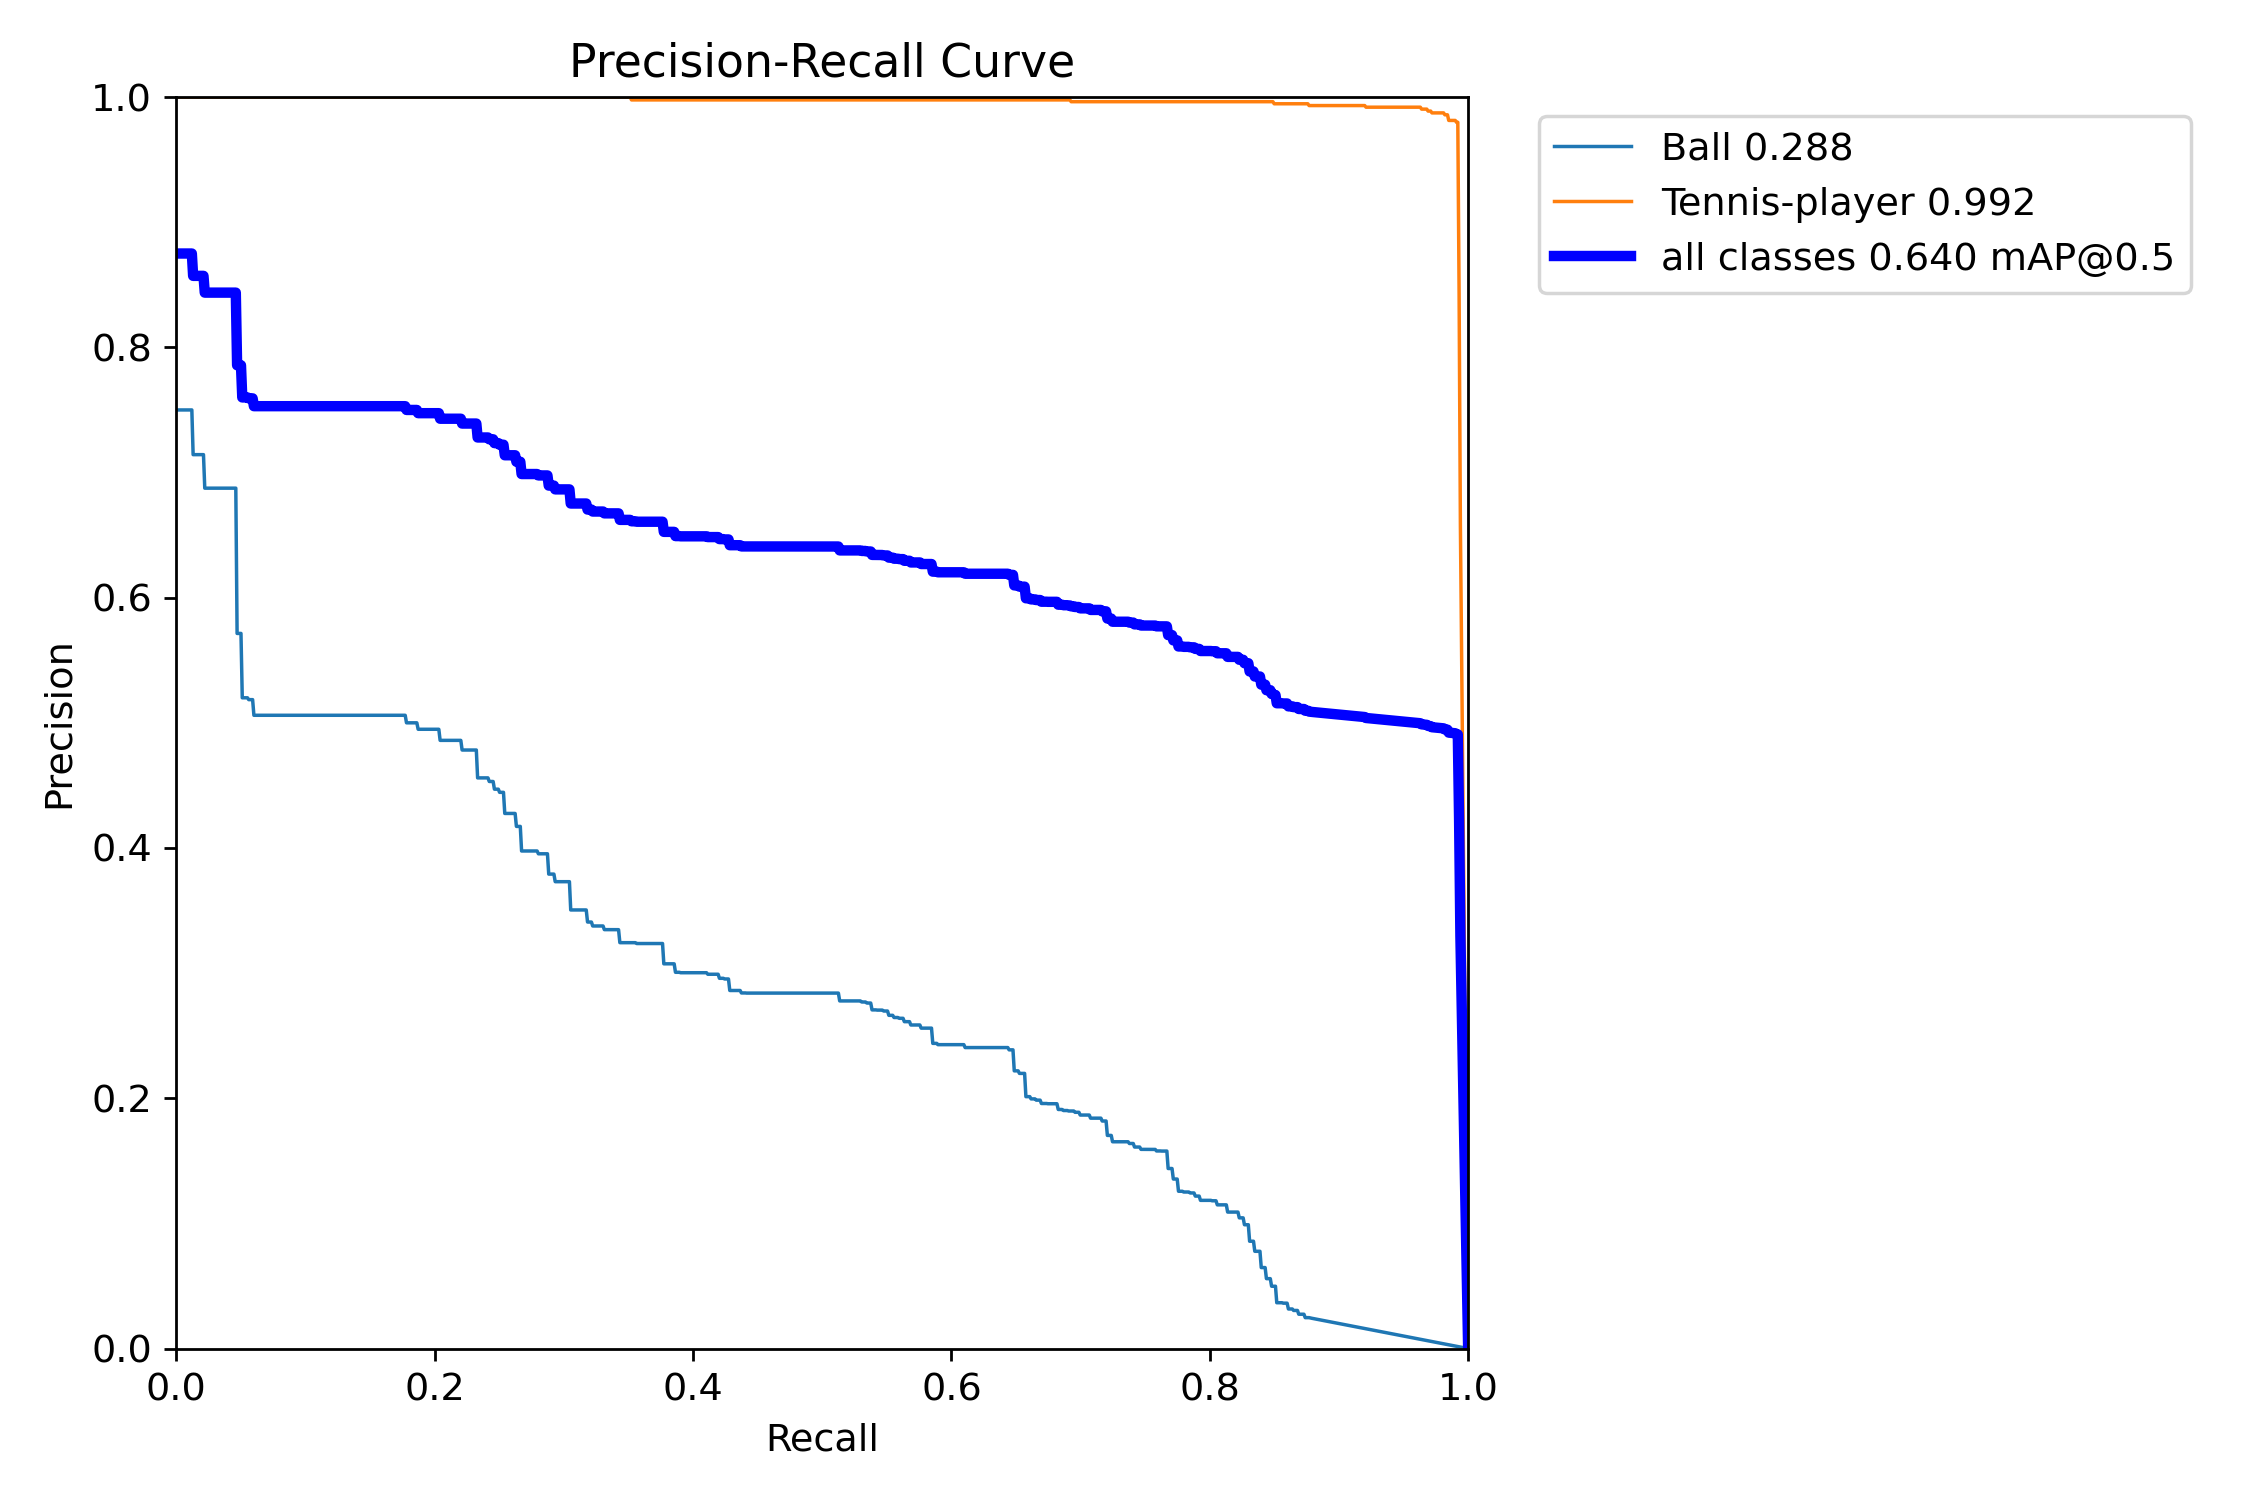 Precision-Recall Curve
1.0
0.8
0.6
0.4
0.2
0.0
Precision
0.0 0.2 0.4 0.6 0.8 1.0
Recall
Ball 0.288
Tennis-player 0.992
all classes 0.640 mAP@0.5